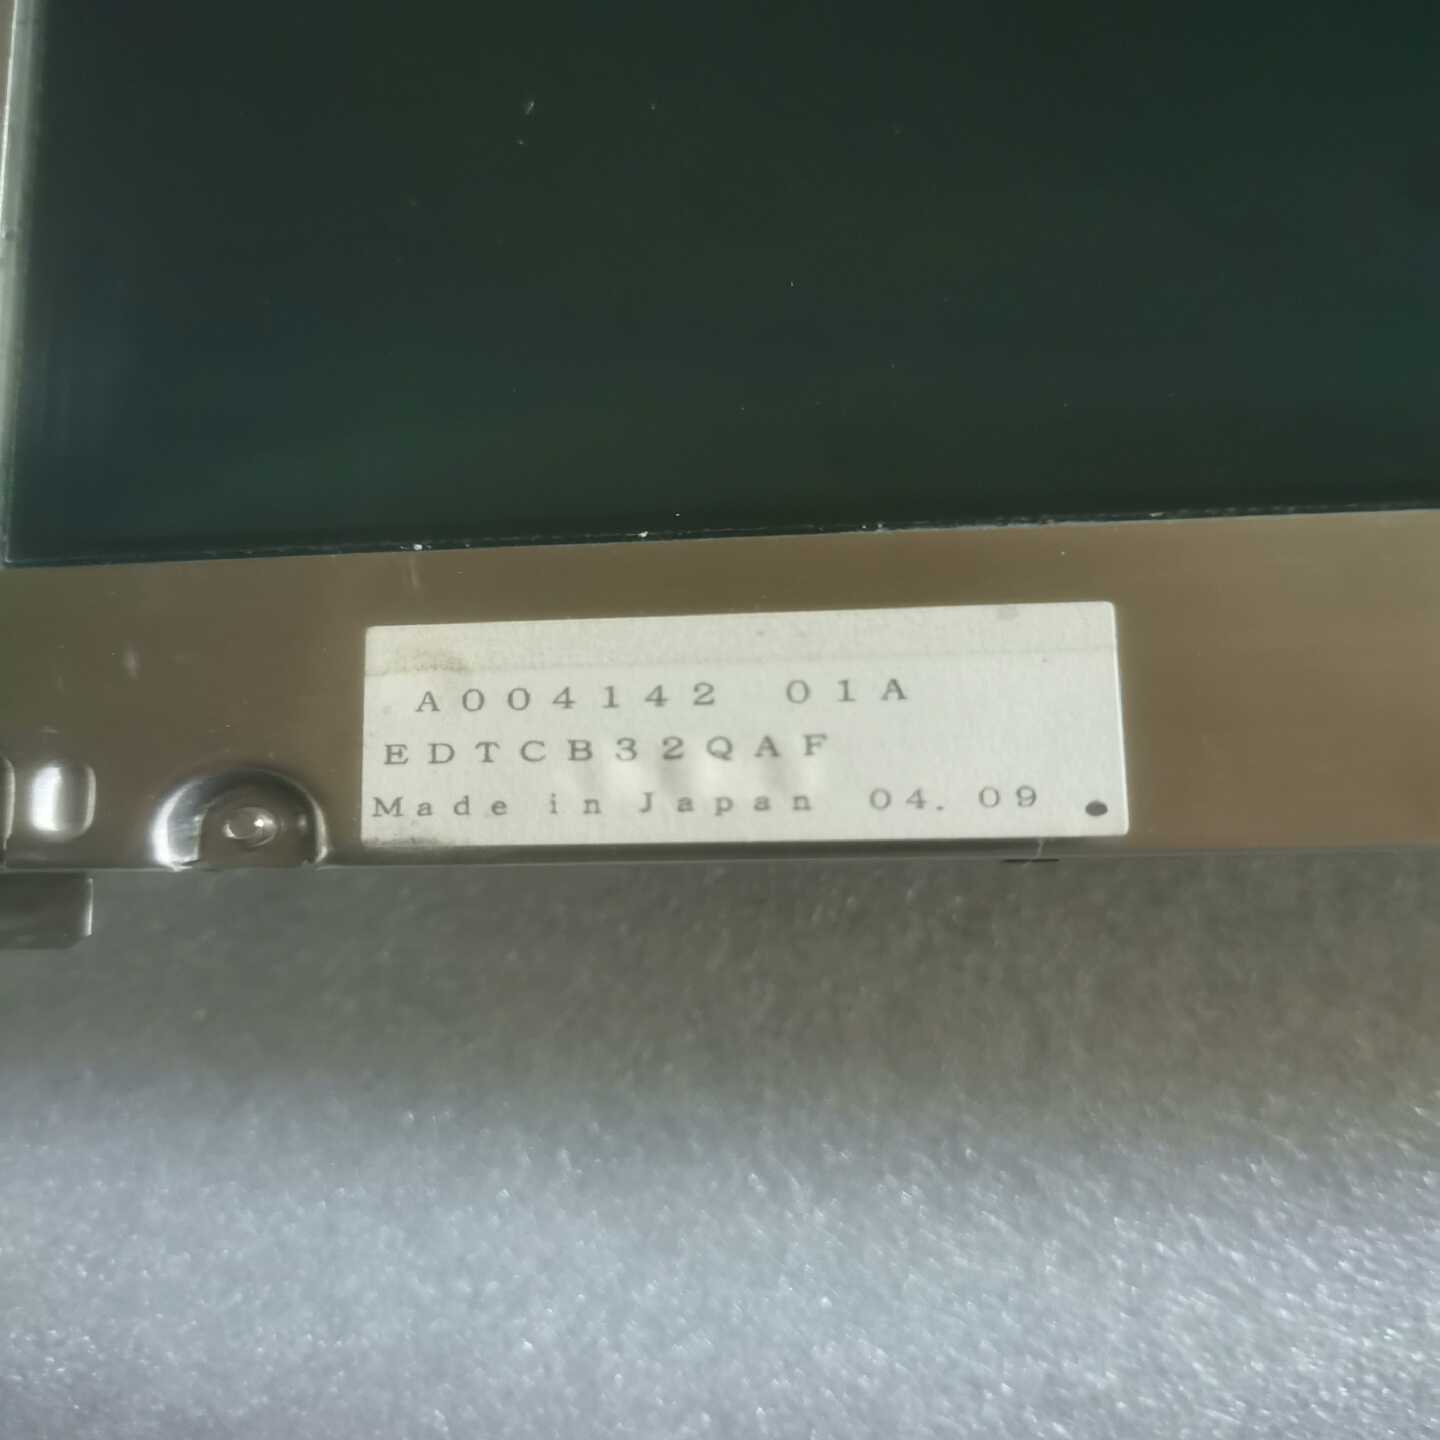 A004142 01A
EDTCB32QAF
Made in Japan 04.09